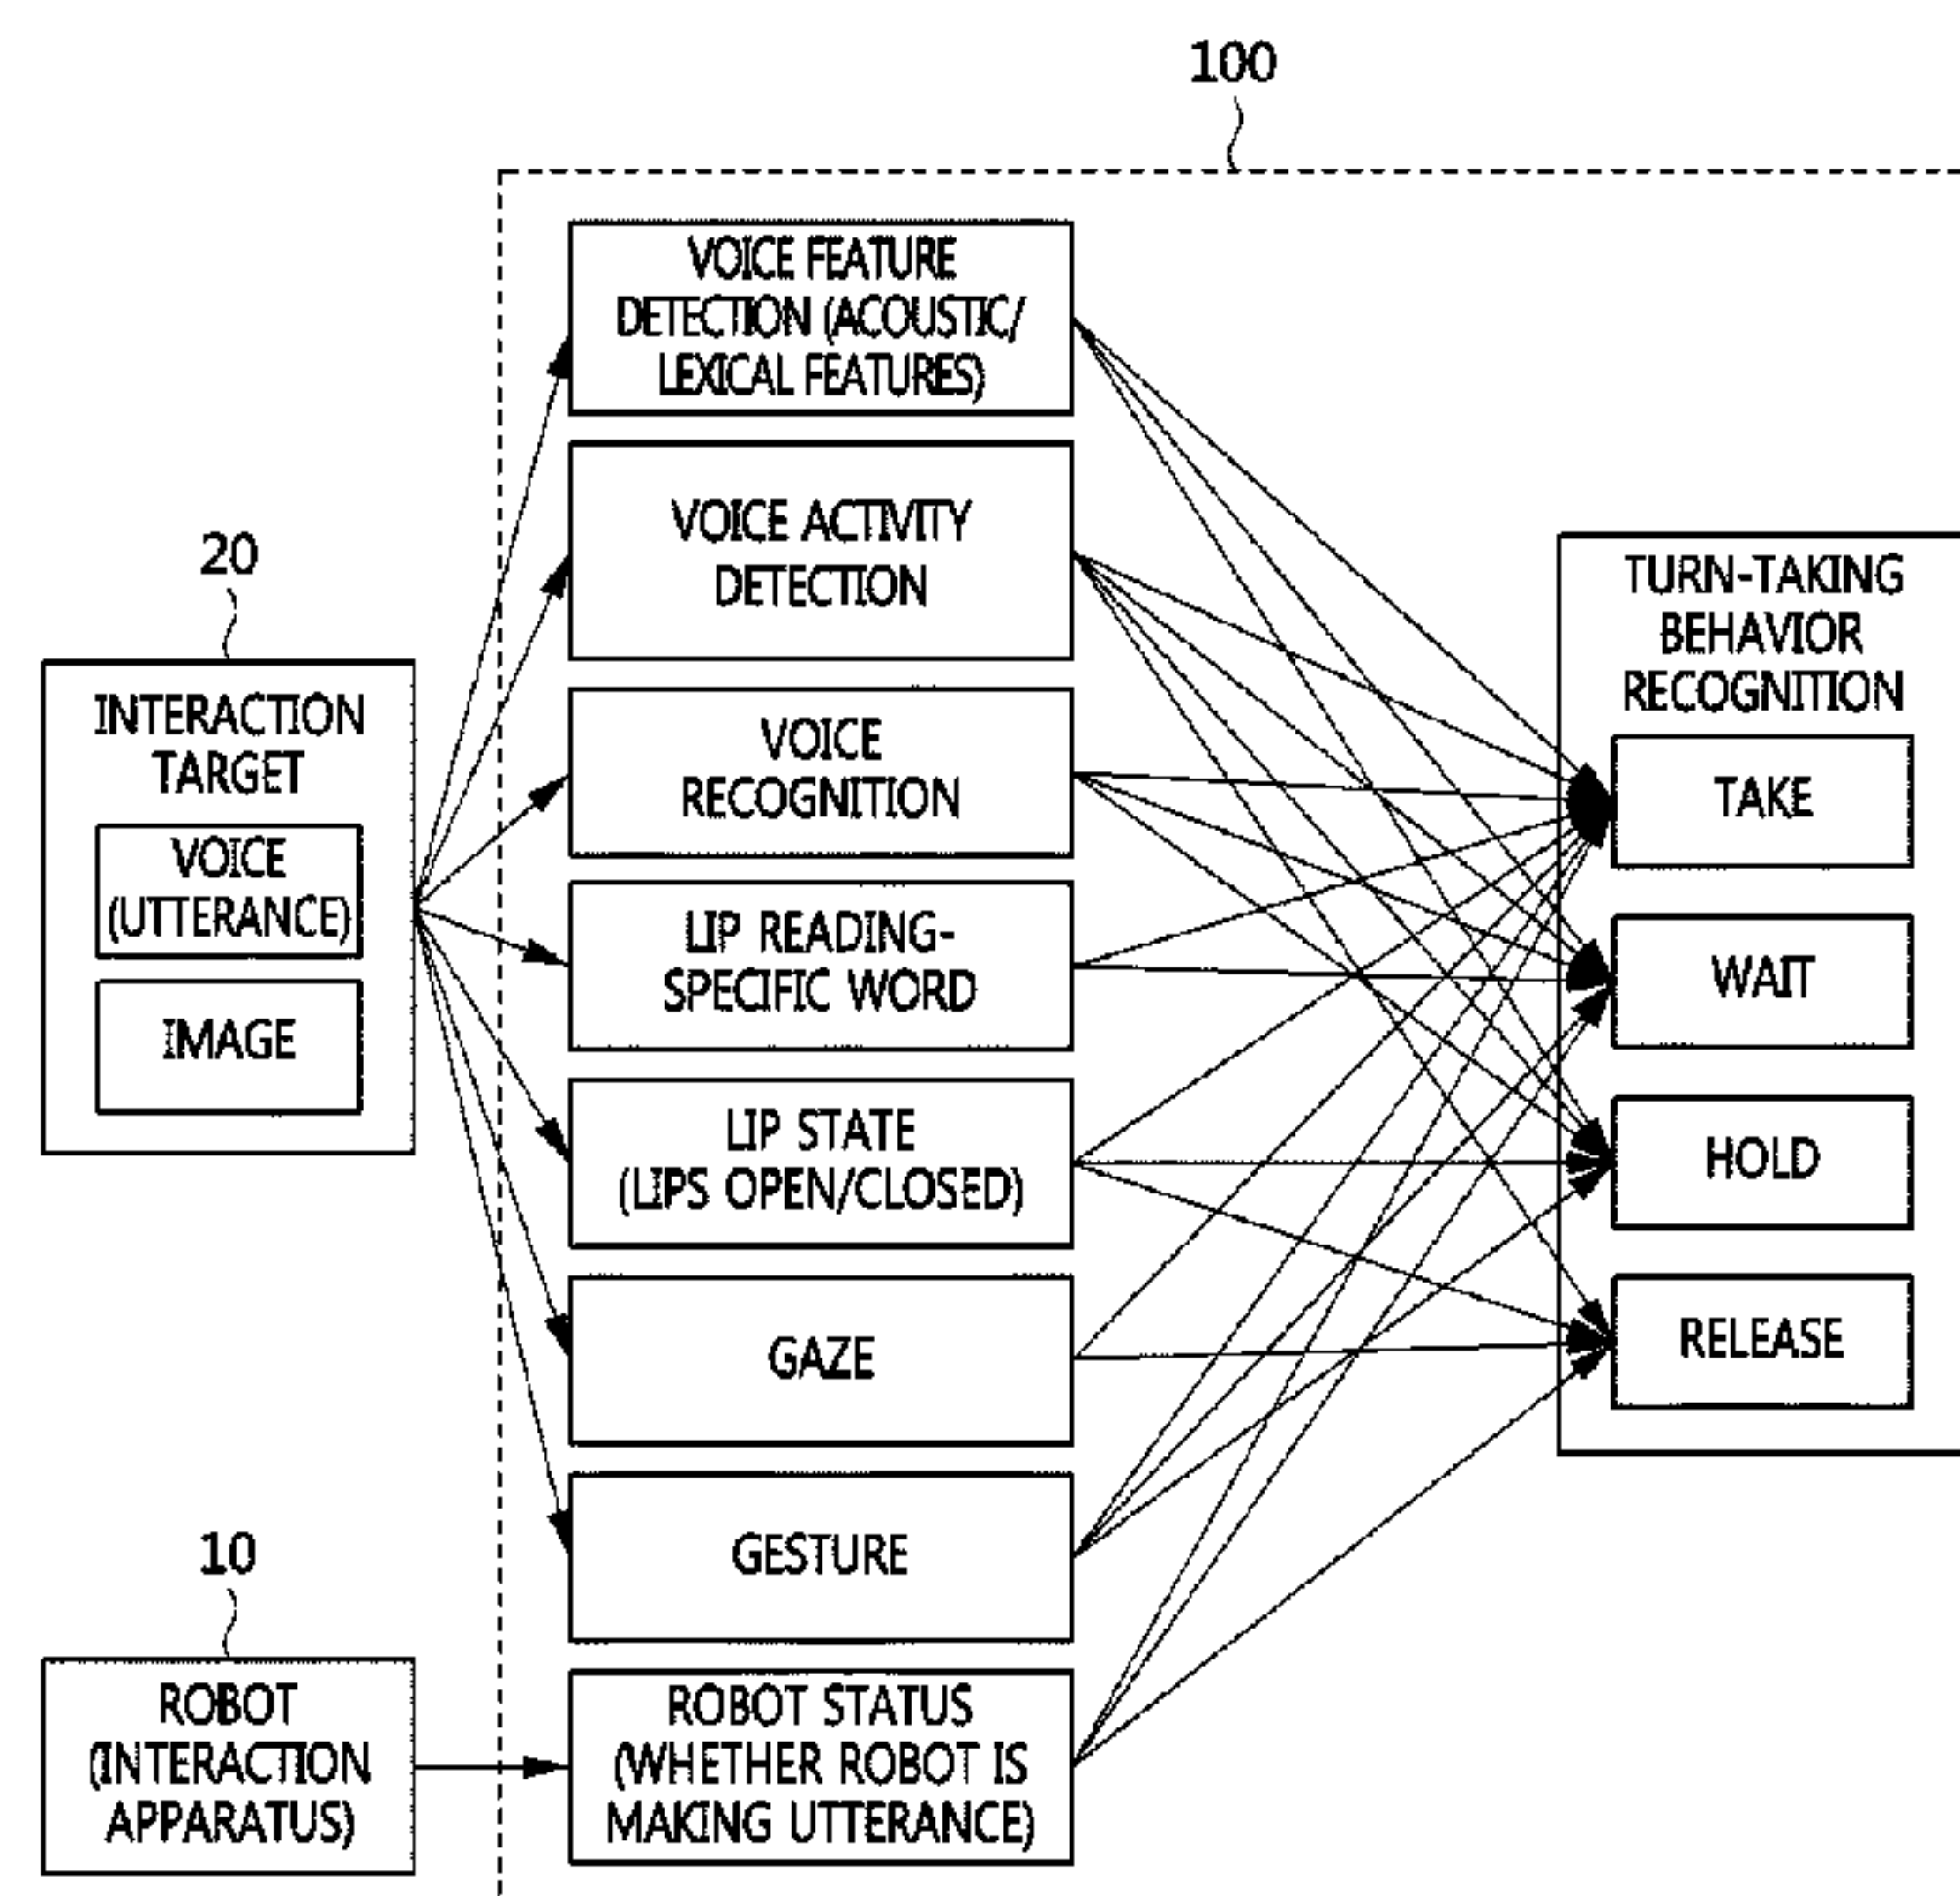 100
VOICE FEATURE
DETECTION (ACOUSTIC/
LEXICAL FEATURES)
VOICE ACTIVITY
DETECTION
VOICE
RECOGNITION
LIP READING-
SPECIFIC WORD
LIP STATE
(LIPS OPEN/CLOSED)
GAZE
GESTURE
ROBOT STATUS
(WHETHER ROBOT IS
MAKING UTTERANCE)
20
INTERACTION
TARGET
VOICE
(UTTERANCE)
IMAGE
10
ROBOT
(INTERACTION
APPARATUS)
TURN-TAKING
BEHAVIOR
RECOGNITION
TAKE
WAIT
HOLD
RELEASE